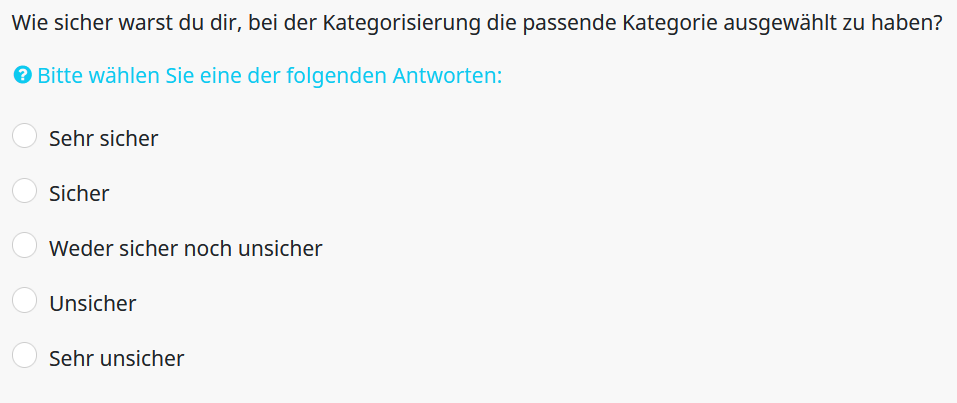 Wie sicher warst du dir, bei der Kategorisierung die passende Kategorie ausgewählt zu haben?
Bitte wählen Sie eine der folgenden Antworten:
Sehr sicher
Sicher
Weder sicher noch unsicher
Unsicher
Sehr unsicher